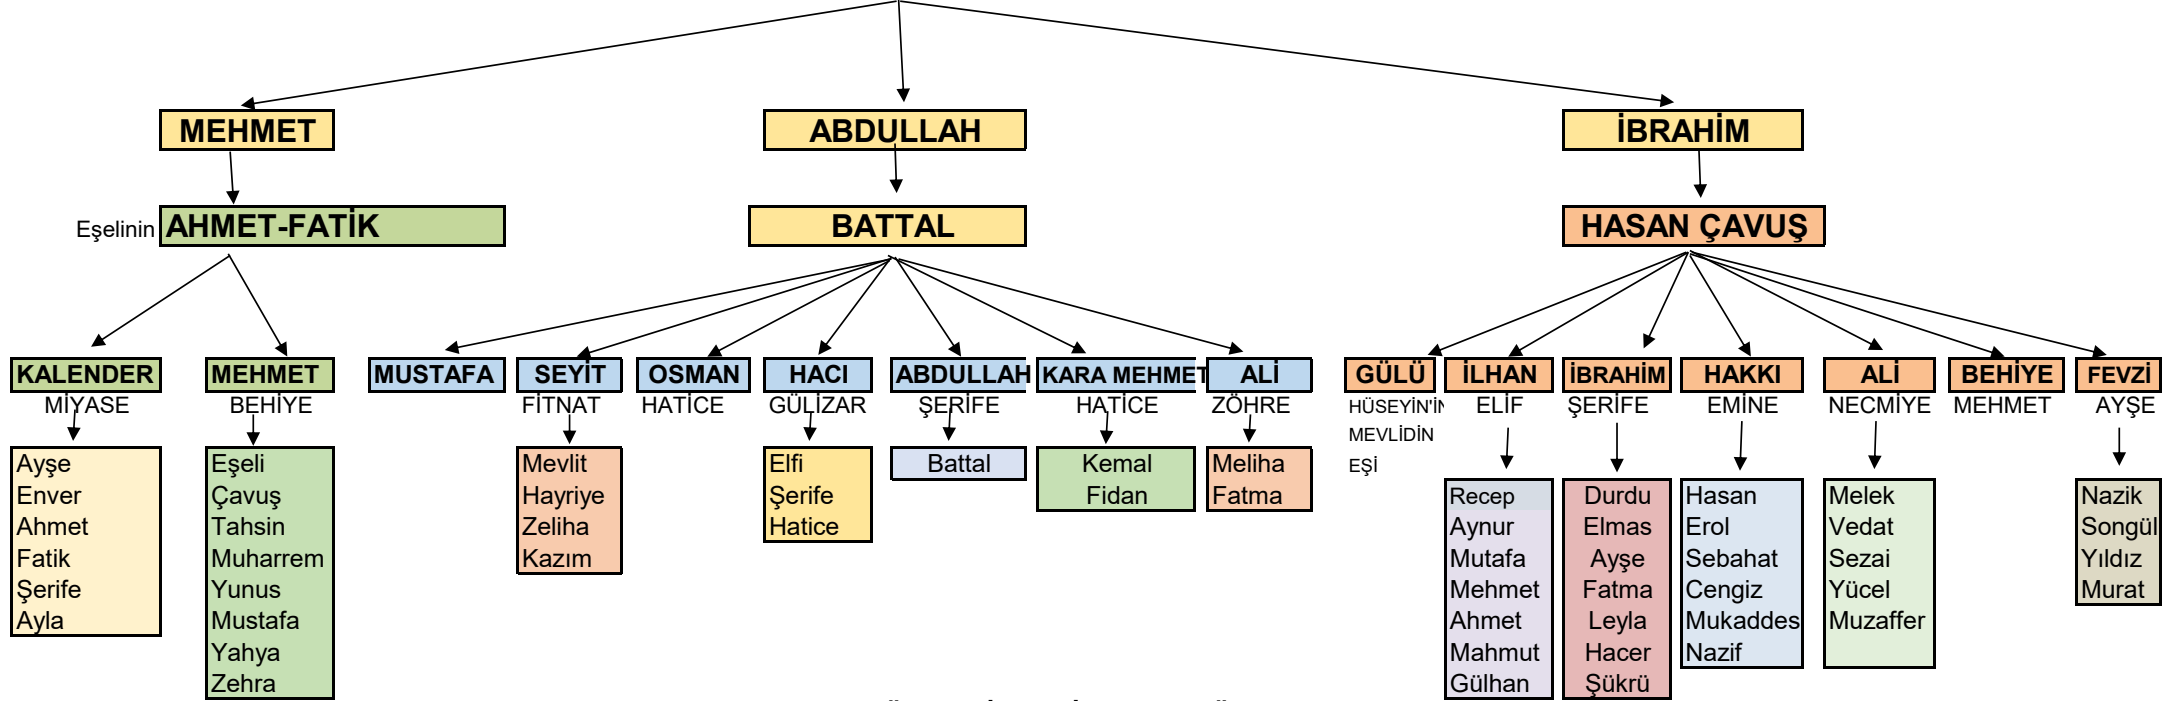 MEHMET
ABDULLAH
İBRAHİM
Eşelinin AHMET-FATİK
BATTAL
HASAN ÇAVUŞ
KALENDER
MİYASE
Ayşe
Enver
Ahmet
Fatik
Şerife
Ayla
MEHMET
BEHİYE
Eşeli
Çavuş
Tahsin
Muharrem
Yunus
Mustafa
Yahya
Zehra
MUSTAFA
SEYİT
FİTNAT
Mevlit
Hayriye
Zeliha
Kazım
OSMAN
HATİCE
HACI
GÜLİZAR
Elfi
Şerife
Hatice
ABDULLAH
ŞERİFE
Battal
KARA MEHMET
HATİCE
Kemal
Fidan
ALİ
ZÖHRE
Meliha
Fatma
GÜLÜ
HÜSEYİN'İN
MEVLİDİN
EŞİ
İLHAN
ELİF
Recep
Aynur
Mutafa
Mehmet
Ahmet
Mahmut
Gülhan
İBRAHİM
ŞERİFE
Durdu
Elmas
Ayşe
Fatma
Leyla
Hacer
Şükrü
HAKKI
EMİNE
Hasan
Erol
Sebahat
Cengiz
Mukaddes
Nazif
ALİ
NECMİYE
Melek
Vedat
Sezai
Yücel
Muzaffer
BEHİYE
MEHMET
FEVZİ
AYŞE
Nazik
Songül
Yıldız
Murat